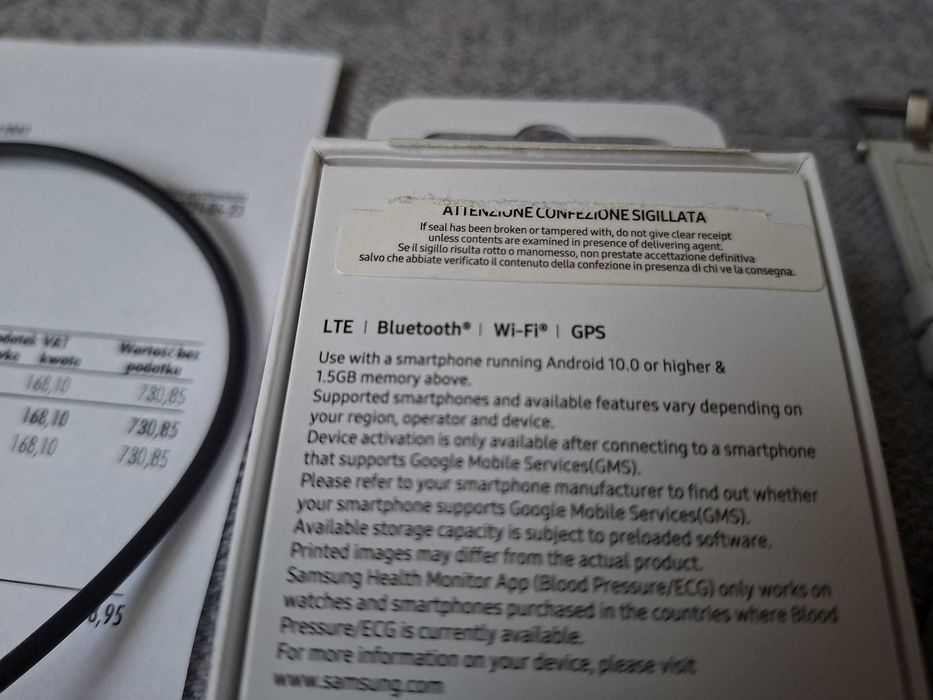 VAT
kwota
Wartość bez
podatku
168,10 730,85
168,10 730,85
168,10 730,85
,95
ATTENZIONE CONFEZIONE SIGILLATA
If seal has been broken or tampered with, do not give clear receipt
unless contents are examined in presence of delivering agent.
Se il sigillo risulta rotto o manomesso, non prestate accettazione definitiva
salvo che abbiate verificato il contenuto della confezione in presenza di chi ve la consegna.
LTE | Bluetooth® | Wi-Fi® | GPS
Use with a smartphone running Android 10.0 or higher &
1.5GB memory above.
Supported smartphones and available features vary depending on
your region, operator and device.
Device activation is only available after connecting to a smartphone
that supports Google Mobile Services(GMS).
Please refer to your smartphone manufacturer to find out whether
your smartphone supports Google Mobile Services(GMS).
Available storage capacity is subject to preloaded software.
Printed images may differ from the actual product.
Samsung Health Monitor App (Blood Pressure/ECG) only works on
watches and smartphones purchased in the countries where Blood
Pressure/ECG is currently available.
For more information on your device, please visit
www.samsung.com